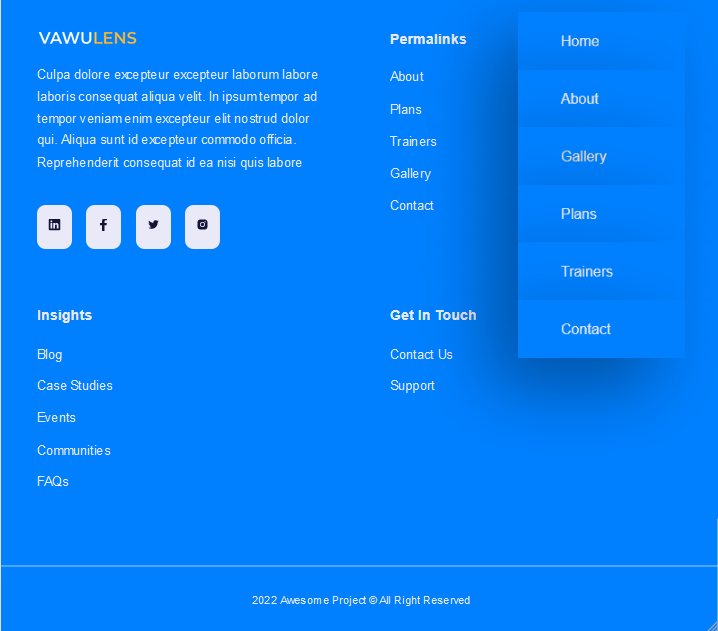 VAWULENS
Culpa dolore excepteur excepteur laborum labore
laboris consequat aliqua velit. In ipsum tempor ad
tempor veniam enim excepteur elit nostrud dolor
qui. Aliqua sunt id excepteur commodo officia.
Reprehenderit consequat id ea nisi quis labore
Permalinks
About
Plans
Trainers
Gallery
Contact
Home
About
Gallery
Plans
Trainers
Contact
Insights
Blog
Case Studies
Events
Communities
FAQs
Get In Touch
Contact Us
Support
2022 Awesome Project © All Right Reserved